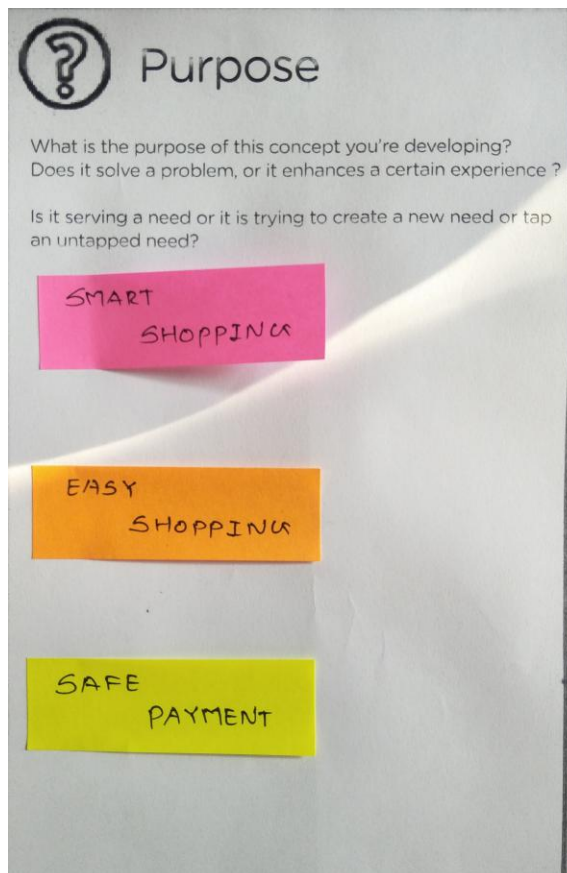 ?
Purpose
What is the purpose of this concept you're developing?
Does it solve a problem, or it enhances a certain experience ?
Is it serving a need or it is trying to create a new need or tap
an untapped need?
SMART
SHOPPING
EASY
SHOPPING
SAFE
PAYMENT